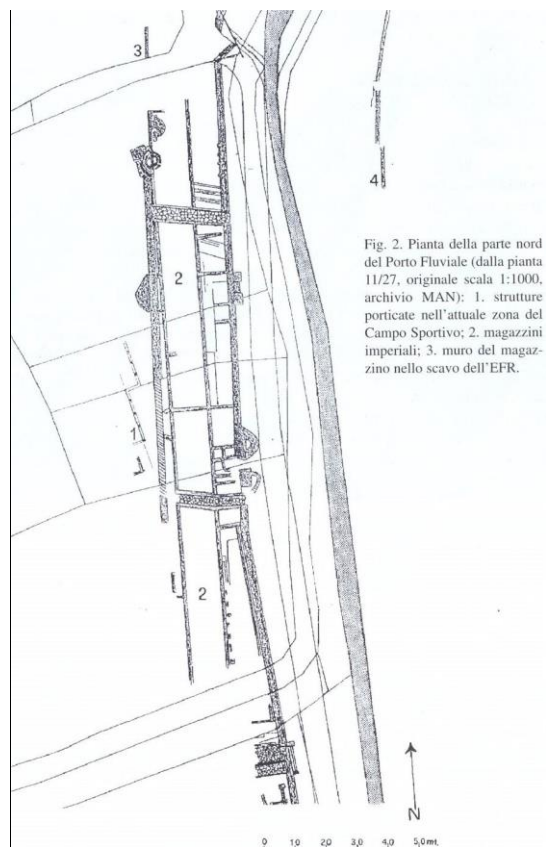 3
4
Fig. 2. Pianta della parte nord
del Porto Fluviale (dalla pianta
11/27, originale scala 1:1000,
archivio MAN): 1. strutture
porticate nell'attuale zona del
Campo Sportivo; 2. magazzini
imperiali; 3. muro del magaz-
zino nello scavo dell'EFR.
2
1
2
N
0 1,0 2,0 3,0 4,0 5,0 mt.